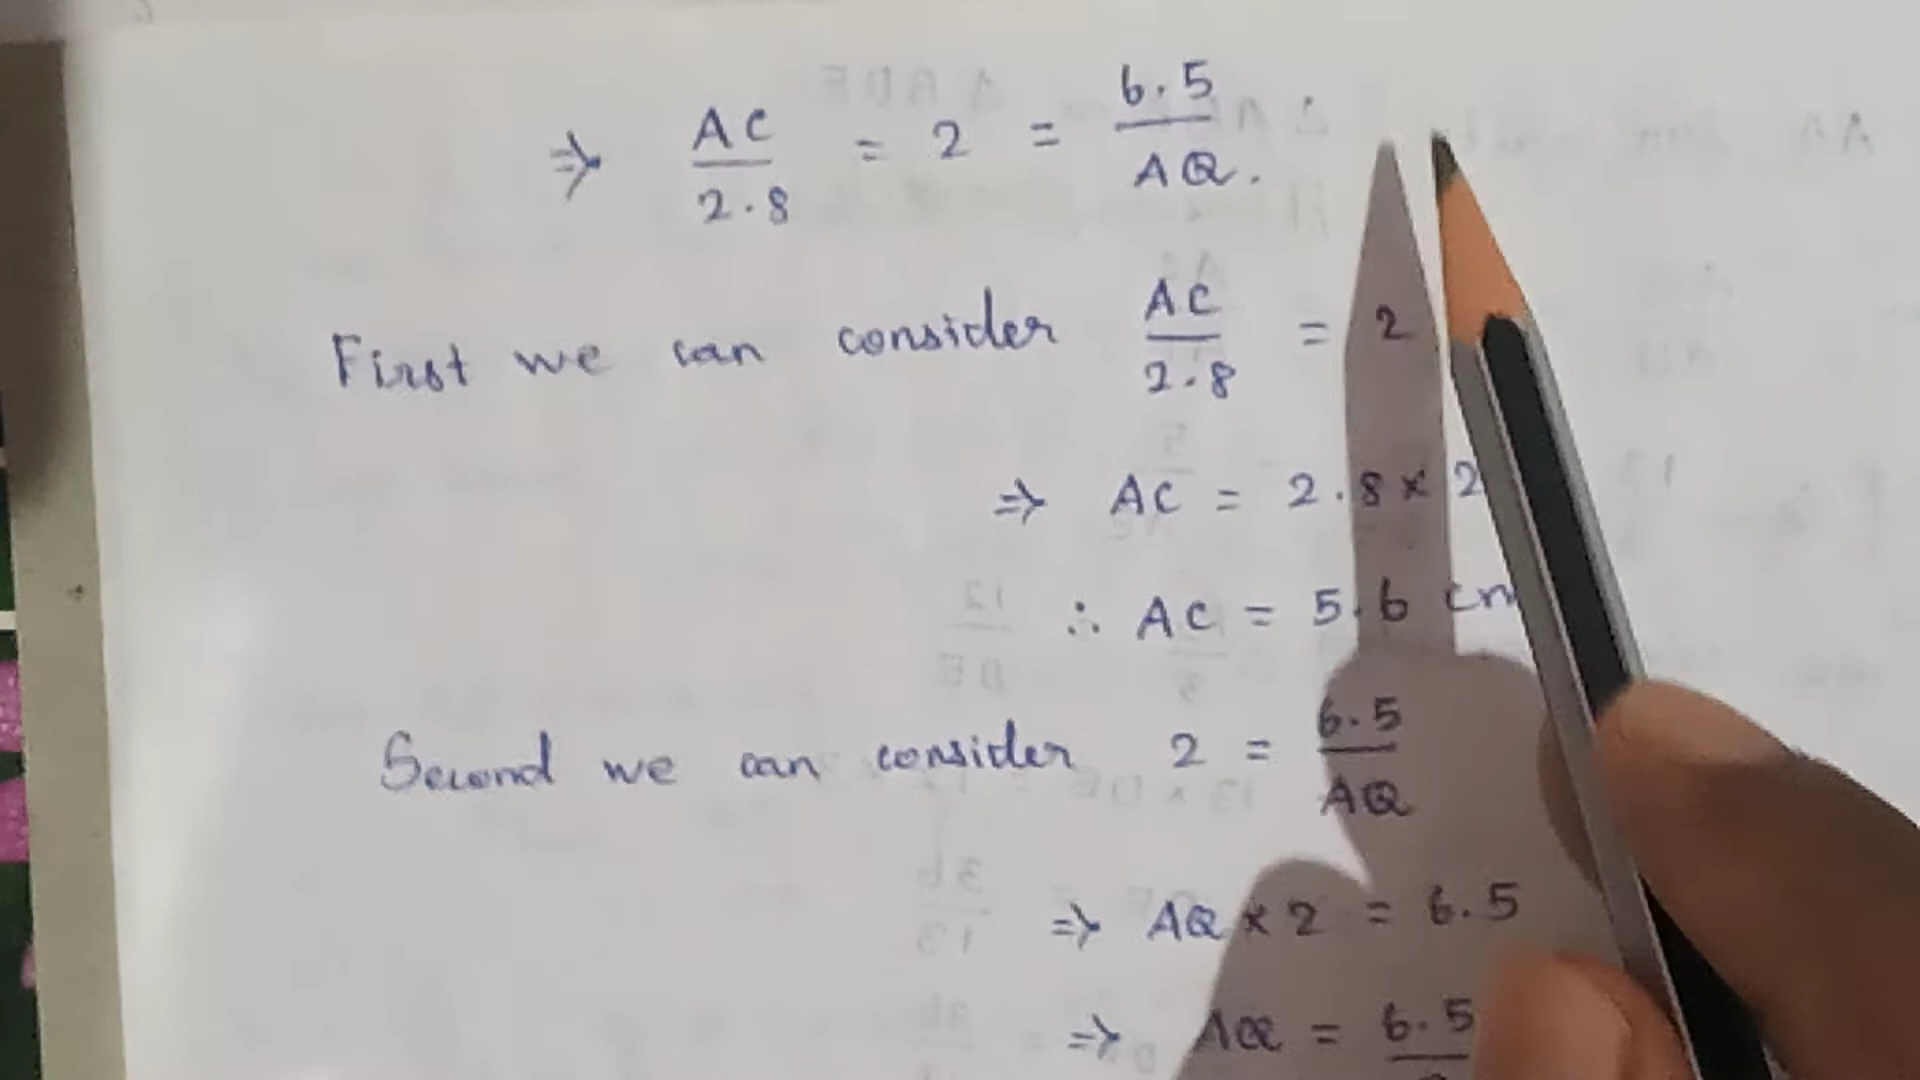 ⇒ AC/2.8 = 2 = 6.5/AQ.
First we can consider AC/2.8 = 2
⇒ AC = 2.8 × 2
∴ AC = 5.6 cm
Second we can consider 2 = 6.5/AQ
⇒ AQ × 2 = 6.5
⇒ AQ = 6.5